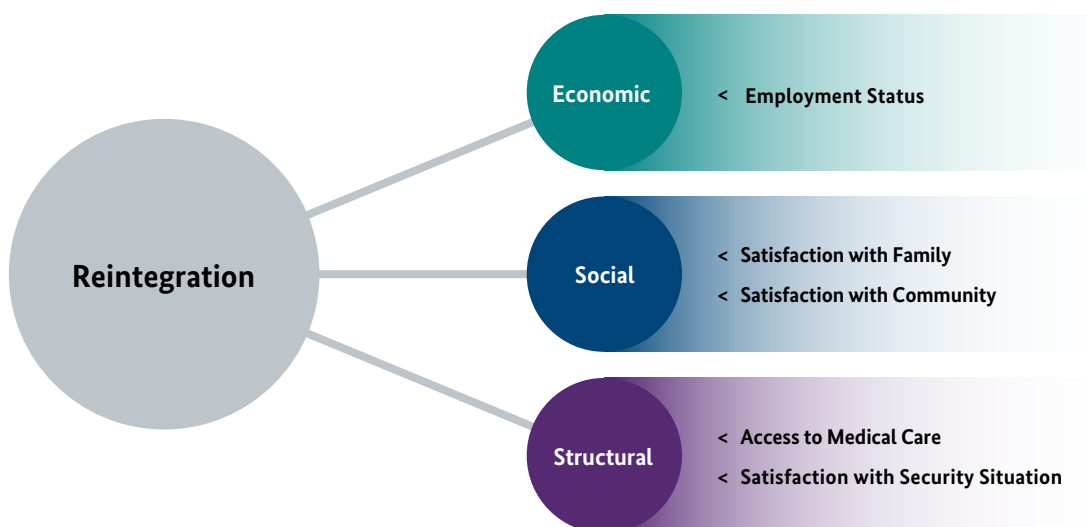 Reintegration
Economic
< Employment Status
Social
< Satisfaction with Family
< Satisfaction with Community
Structural
< Access to Medical Care
< Satisfaction with Security Situation